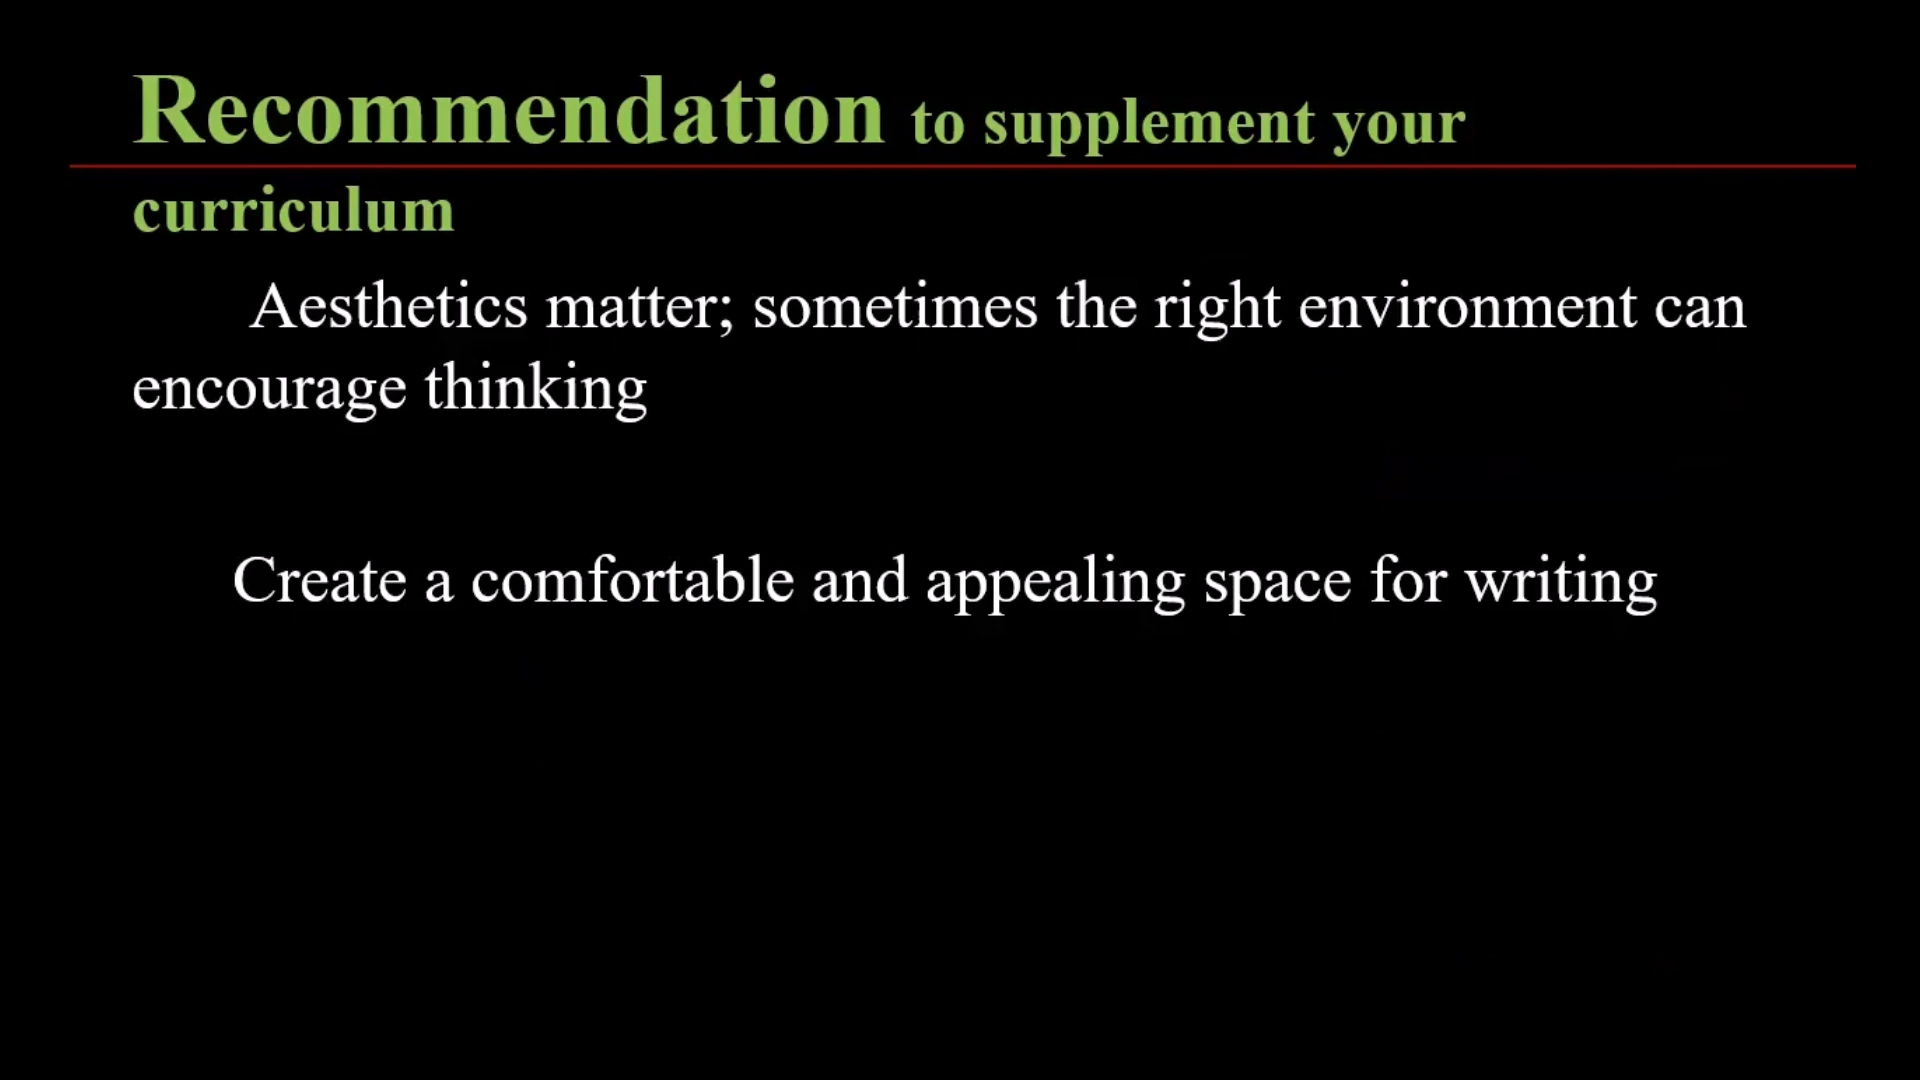 Recommendation to supplement your
curriculum
Aesthetics matter; sometimes the right environment can
encourage thinking
Create a comfortable and appealing space for writing